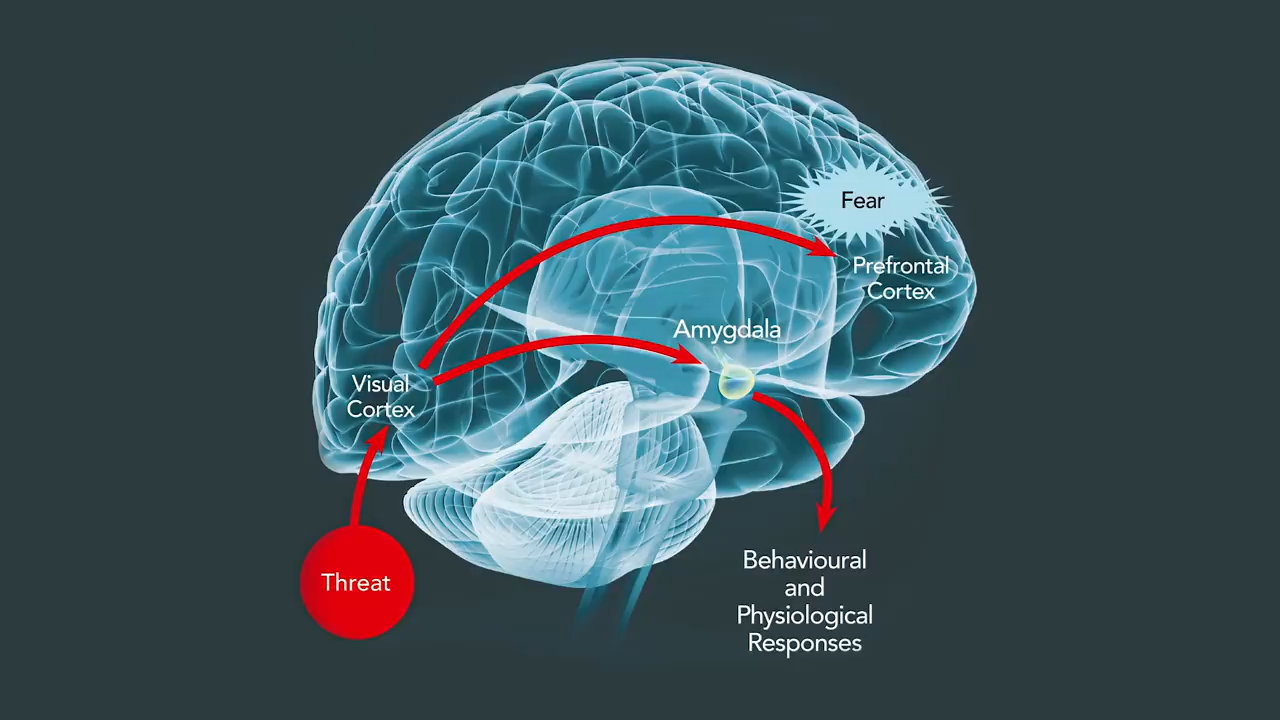 Fear
Prefrontal
Cortex
Amygdala
Visual
Cortex
Threat
Behavioural
and
Physiological
Responses